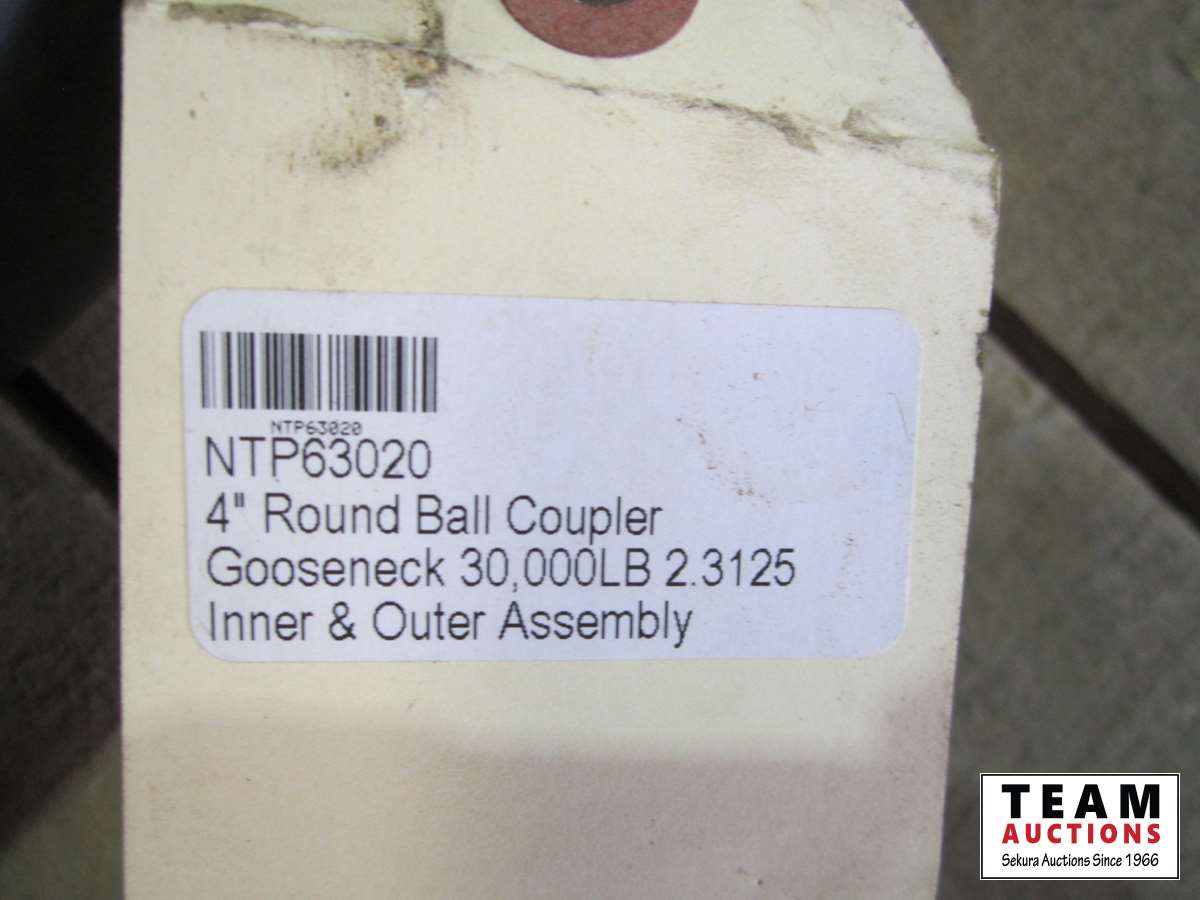 NTP63020
NTP63020
4" Round Ball Coupler
Gooseneck 30,000LB 2.3125
Inner & Outer Assembly
TEAM
AUCTIONS
Sekura Auctions Since 1966